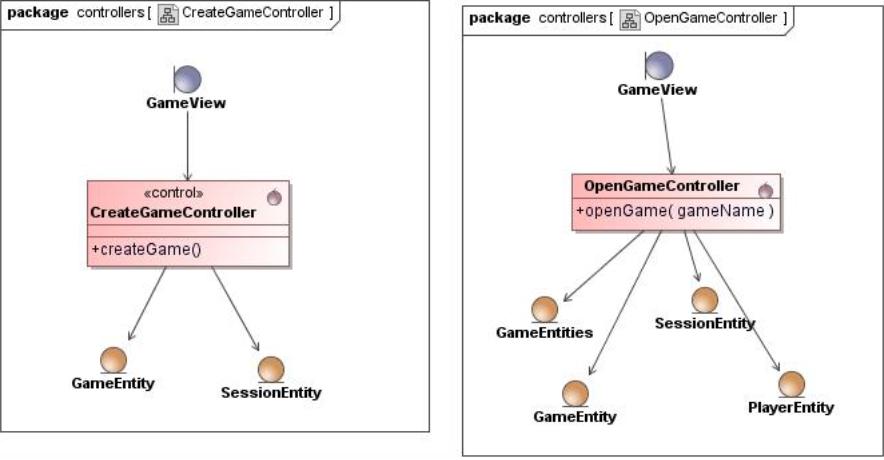 package controllers [ CreateGameController ]
GameView
«control»
CreateGameController
+createGame()
GameEntity
SessionEntity
package controllers [ OpenGameController ]
GameView
OpenGameController
+openGame( gameName )
GameEntities
SessionEntity
GameEntity
PlayerEntity